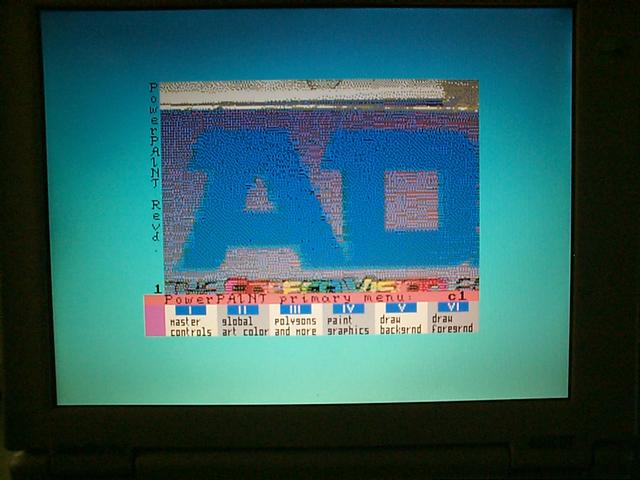 PowerPAINT Revd.
AD
1
PowerPAINT primary menu: c1
I II III IV V VI
master global polygons paint draw draw
controls art color and more graphics backgrnd foregrnd